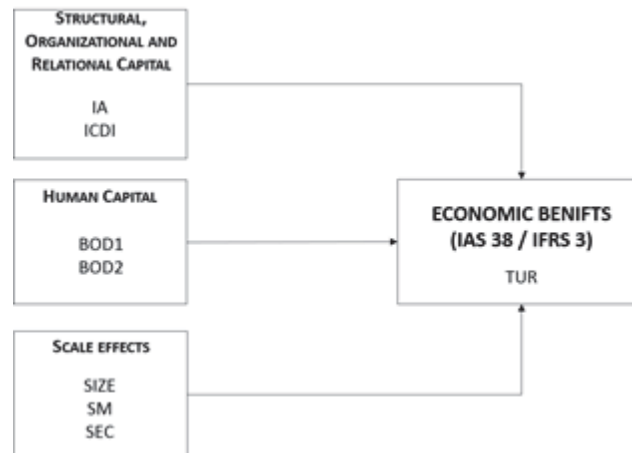 STRUCTURAL,
ORGANIZATIONAL AND
RELATIONAL CAPITAL
IA
ICDI
HUMAN CAPITAL
BOD1
BOD2
ECONOMIC BENIFTS
(IAS 38 / IFRS 3)
TUR
SCALE EFFECTS
SIZE
SM
SEC